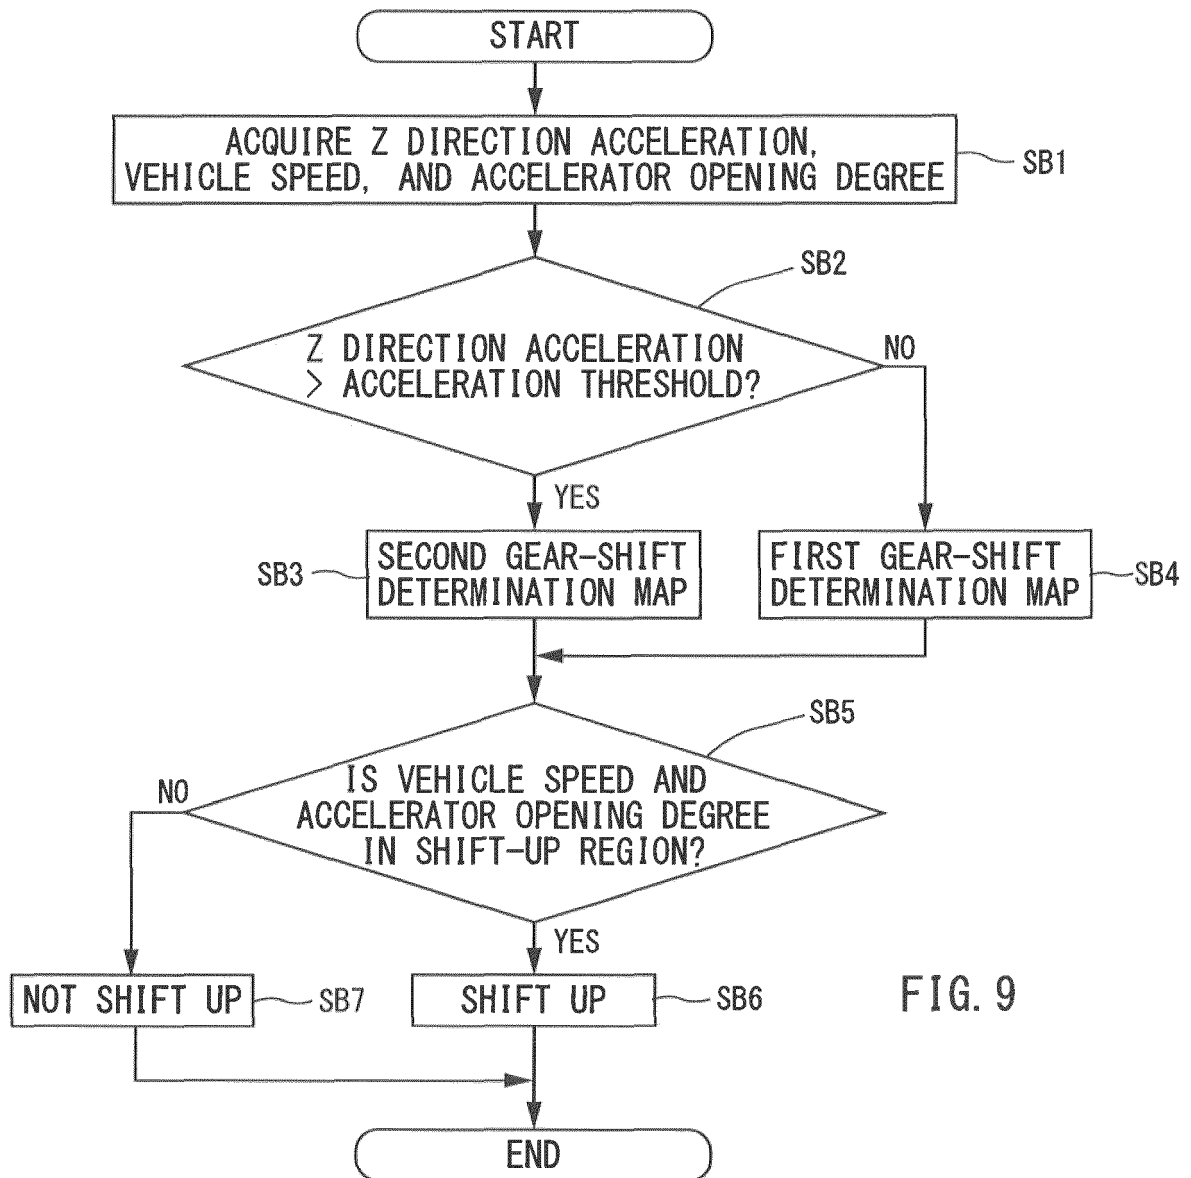 START
ACQUIRE Z DIRECTION ACCELERATION,
VEHICLE SPEED, AND ACCELERATOR OPENING DEGREE
SB1
SB2
Z DIRECTION ACCELERATION
> ACCELERATION THRESHOLD?
NO
YES
SB3
SECOND GEAR-SHIFT
DETERMINATION MAP
FIRST GEAR-SHIFT
DETERMINATION MAP
SB4
SB5
IS VEHICLE SPEED AND
ACCELERATOR OPENING DEGREE
IN SHIFT-UP REGION?
NO
YES
NOT SHIFT UP
SB7
SHIFT UP
SB6
FIG. 9
END